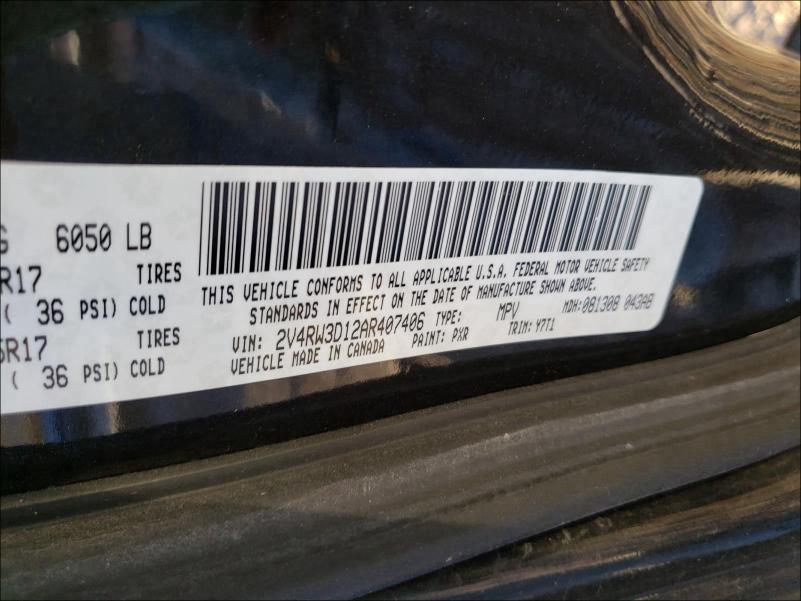 G 6050 LB
R17 TIRES
( 36 PSI) COLD
5R17 TIRES
( 36 PSI) COLD
THIS VEHICLE CONFORMS TO ALL APPLICABLE U.S.A. FEDERAL MOTOR VEHICLE SAFETY
STANDARDS IN EFFECT ON THE DATE OF MANUFACTURE SHOWN ABOVE.
VIN: 2V4RW3D12AR407406 TYPE: MPV MDH:081308 043AB
VEHICLE MADE IN CANADA PAINT: PXR TRIM: Y7T1